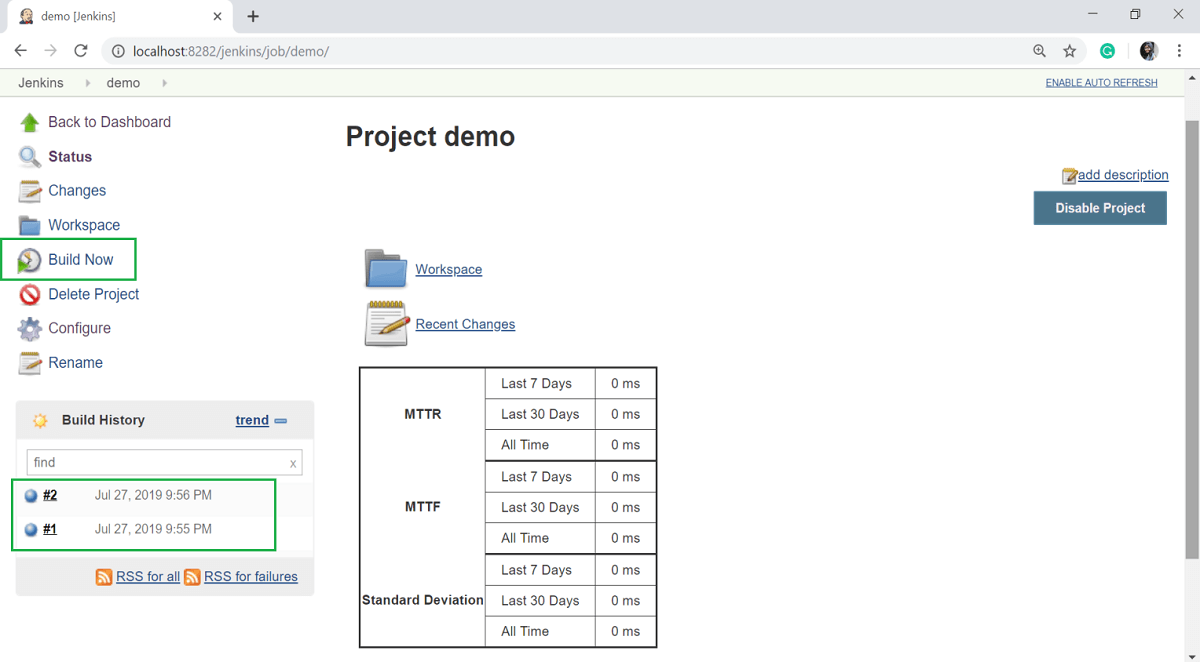 demo [Jenkins]
localhost:8282/jenkins/job/demo/
Jenkins demo ENABLE AUTO REFRESH
Back to Dashboard
Status
Changes
Workspace
Build Now
Delete Project
Configure
Rename
Build History trend
find x
#2 Jul 27, 2019 9:56 PM
#1 Jul 27, 2019 9:55 PM
RSS for all RSS for failures
Project demo
add description
Disable Project
Workspace
Recent Changes
MTTR
Last 7 Days 0 ms
Last 30 Days 0 ms
All Time 0 ms
MTTF
Last 7 Days 0 ms
Last 30 Days 0 ms
All Time 0 ms
Standard Deviation
Last 7 Days 0 ms
Last 30 Days 0 ms
All Time 0 ms